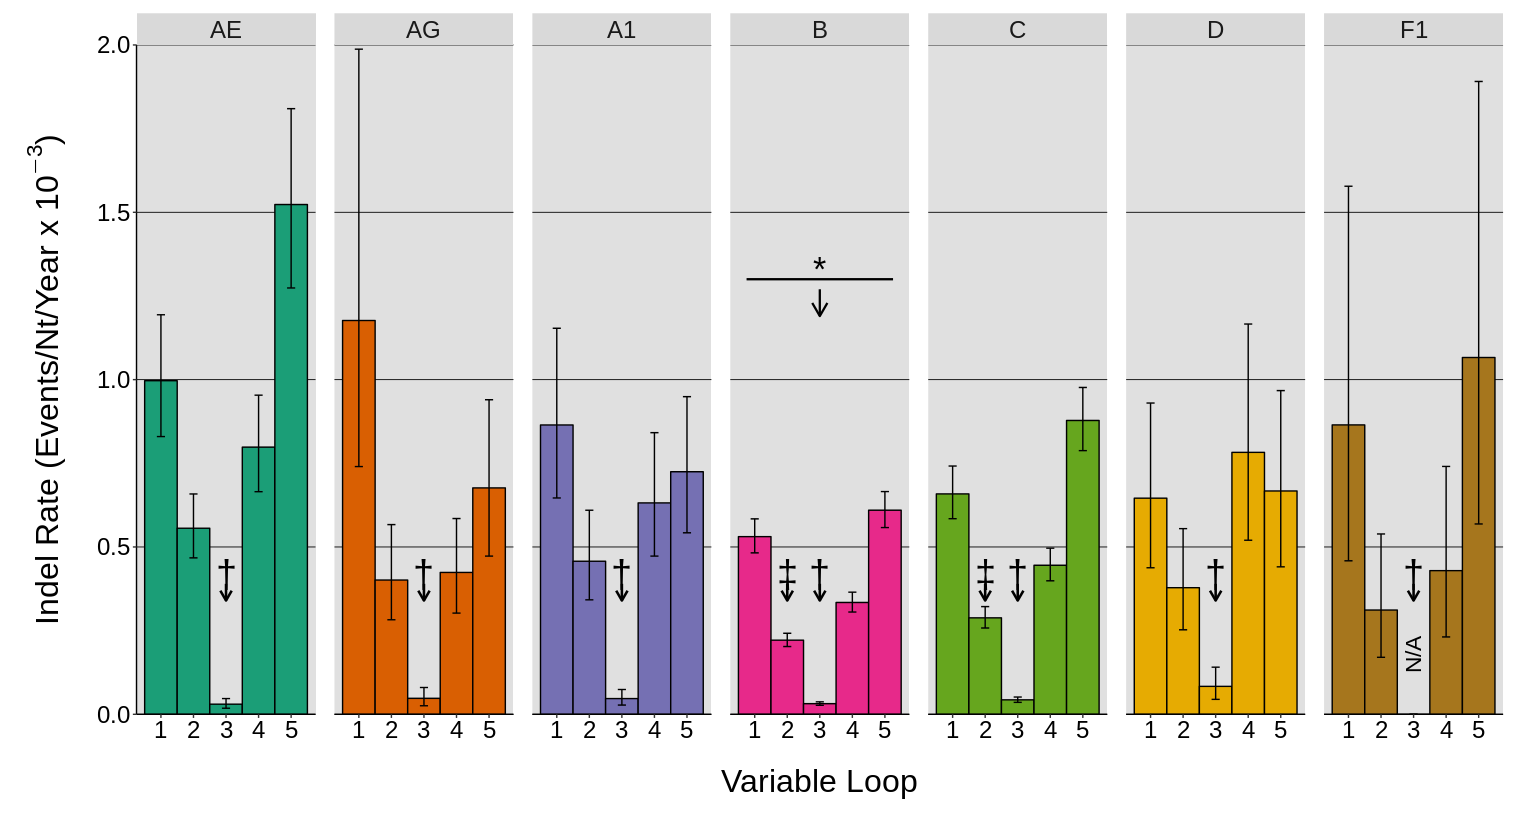 AE AG A1 B C D F1
2.0
1.5
1.0
0.5
0.0
Indel Rate (Events/Nt/Year x 10⁻³)
*
† † † ‡ † ‡ † † †
N/A
1 2 3 4 5 1 2 3 4 5 1 2 3 4 5 1 2 3 4 5 1 2 3 4 5 1 2 3 4 5 1 2 3 4 5
Variable Loop